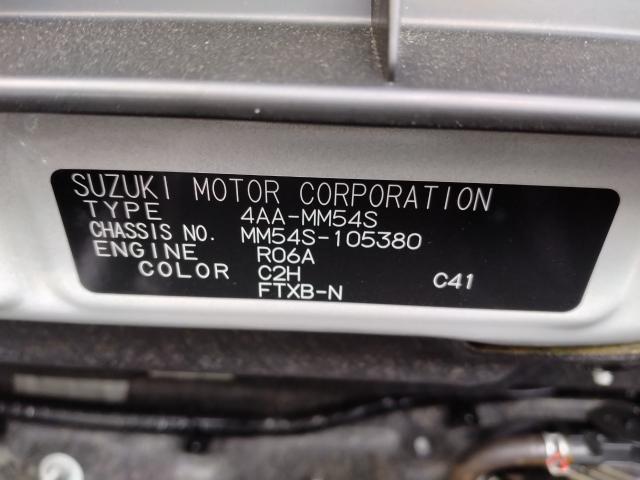 SUZUKI MOTOR CORPORATION
TYPE 4AA-MM54S
CHASSIS NO. MM54S-105380
ENGINE R06A
COLOR C2H C41
FTXB-N